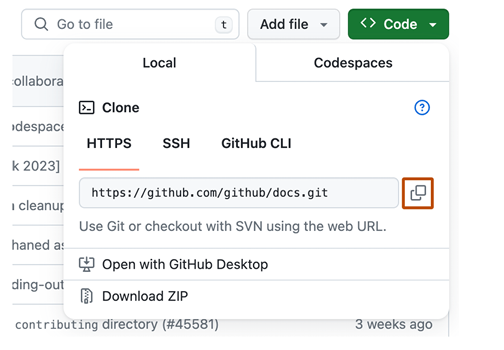 Go to file t Add file Code
Local Codespaces
collabora
Clone
odespace
HTTPS SSH GitHub CLI
k 2023]
https://github.com/github/docs.git
a cleanup
Use Git or checkout with SVN using the web URL.
haned as
Open with GitHub Desktop
ding-out
Download ZIP
contributing directory (#45581) 3 weeks ago